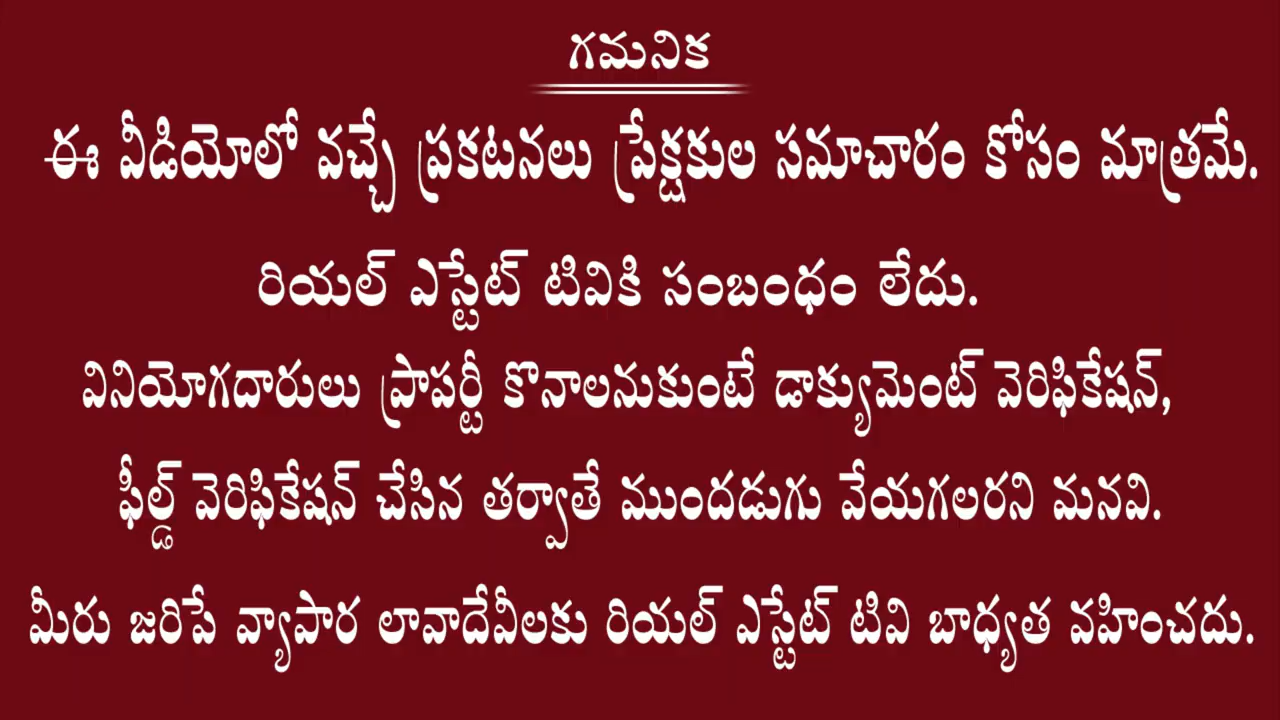 గమనిక
ఈ వీడియోలో వచ్చే ప్రకటనలు ప్రేక్షకుల సమాచారం కోసం మాత్రమే.
రియల్ ఎస్టేట్ టివికి సంబంధం లేదు.
వినియోగదారులు ప్రాపర్టీ కొనాలనుకుంటే డాక్యుమెంట్ వెరిఫికేషన్,
ఫీల్డ్ వెరిఫికేషన్ చేసిన తర్వాతే ముందడుగు వేయగలరని మనవి.
మీరు జరిపే వ్యాపార లావాదేవీలకు రియల్ ఎస్టేట్ టివి బాధ్యత వహించదు.